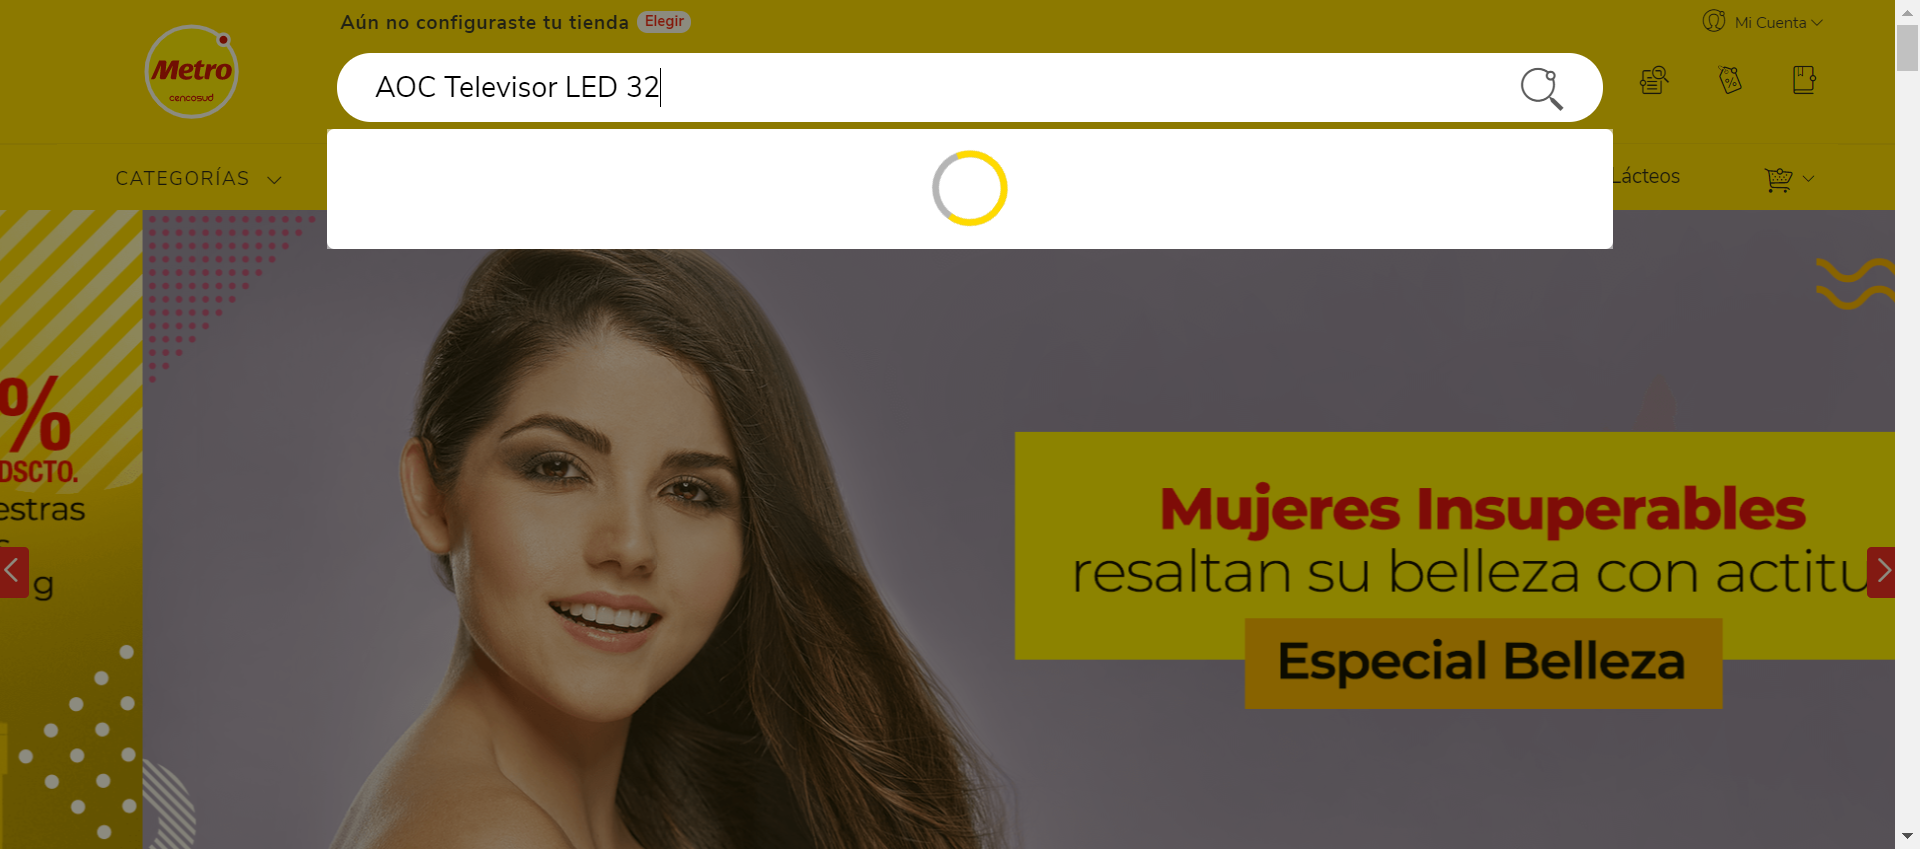 Aún no configuraste tu tienda Elegir
Mi Cuenta
Metro
cencosud
AOC Televisor LED 32
CATEGORÍAS
Lácteos
%
DSCTO.
estras
g
Mujeres Insuperables
resaltan su belleza con actitu
Especial Belleza